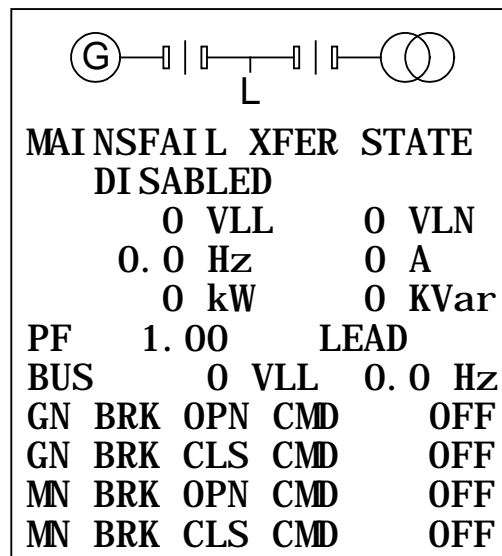 G
L
MAINSFAIL XFER STATE
DISABLED
0 VLL 0 VLN
0.0 Hz 0 A
0 kW 0 KVar
PF 1.00 LEAD
BUS 0 VLL 0.0 Hz
GN BRK OPN CMD OFF
GN BRK CLS CMD OFF
MN BRK OPN CMD OFF
MN BRK CLS CMD OFF